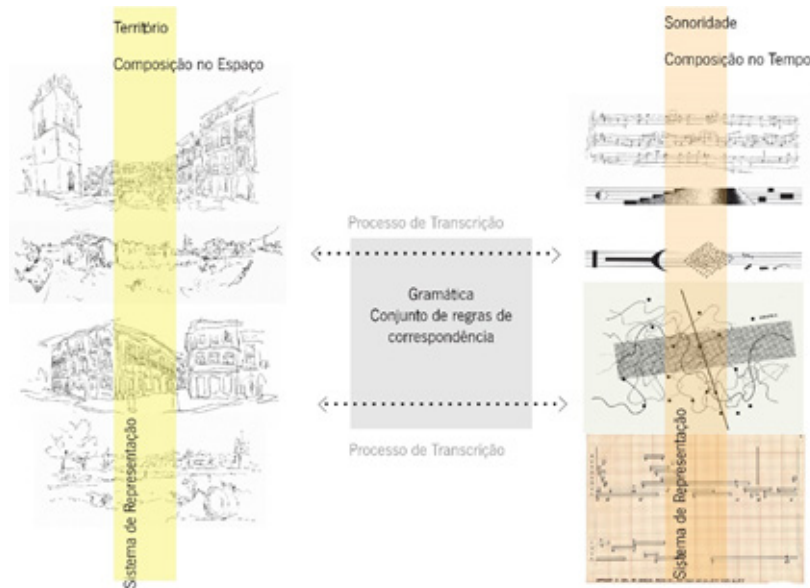 Território
Composição no Espaço
Sistema de Representação
Processo de Transcrição
Gramática
Conjunto de regras de
correspondência
Processo de Transcrição
Sonoridade
Composição no Tempo
Sistema de Representação